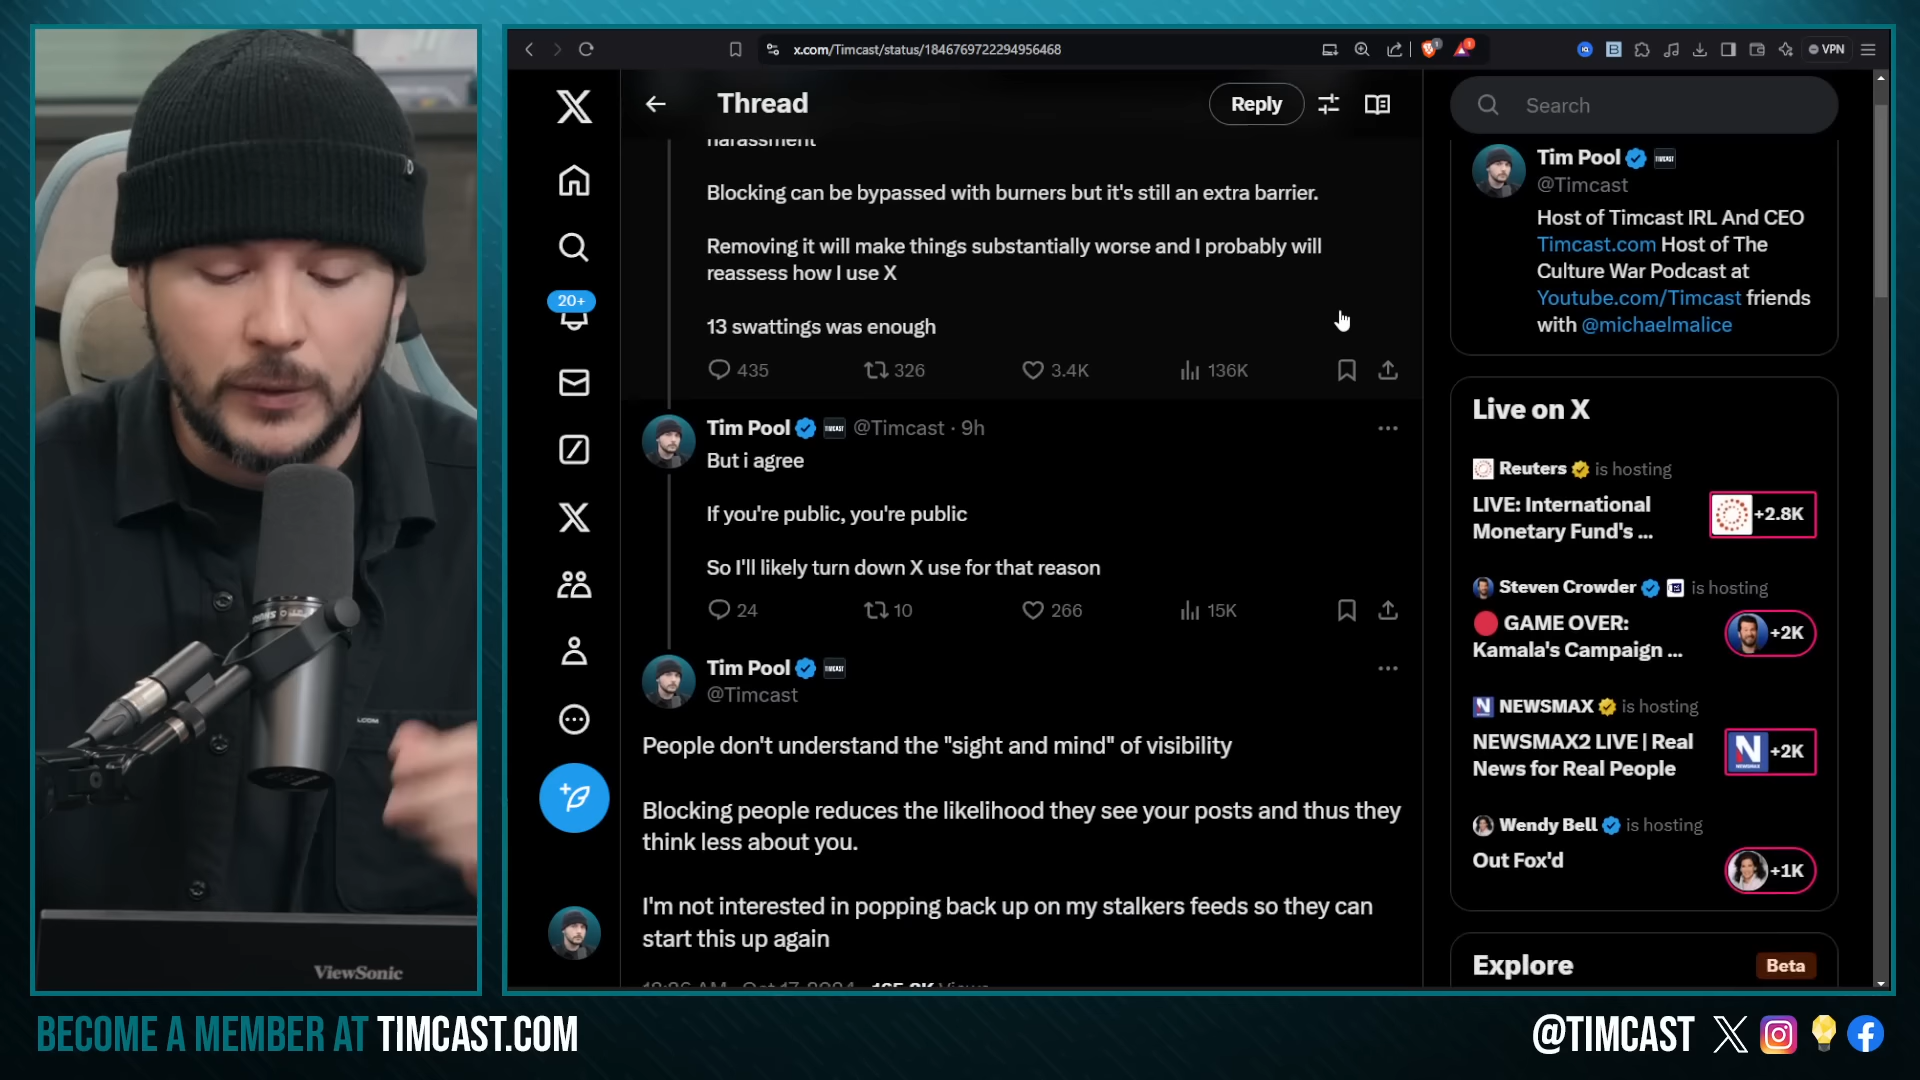 x.com/Timcast/status/1846769722294956468
VPN
Thread
Reply
Search
harassment
Blocking can be bypassed with burners but it's still an extra barrier.
Removing it will make things substantially worse and I probably will
reassess how I use X
13 swattings was enough
435
326
3.4K
136K
20+
Tim Pool
@Timcast · 9h
But i agree
If you're public, you're public
So I'll likely turn down X use for that reason
24
10
266
15K
Tim Pool
@Timcast
People don't understand the "sight and mind" of visibility
Blocking people reduces the likelihood they see your posts and thus they
think less about you.
I'm not interested in popping back up on my stalkers feeds so they can
start this up again
Tim Pool
@Timcast
Host of Timcast IRL And CEO
Timcast.com Host of The
Culture War Podcast at
Youtube.com/Timcast friends
with @michaelmalice
Live on X
Reuters is hosting
LIVE: International
Monetary Fund's ...
+2.8K
Steven Crowder is hosting
GAME OVER:
Kamala's Campaign ...
+2K
NEWSMAX is hosting
NEWSMAX2 LIVE | Real
News for Real People
+2K
Wendy Bell is hosting
Out Fox'd
+1K
Explore
Beta
ViewSonic
BECOME A MEMBER AT TIMCAST.COM
@TIMCAST